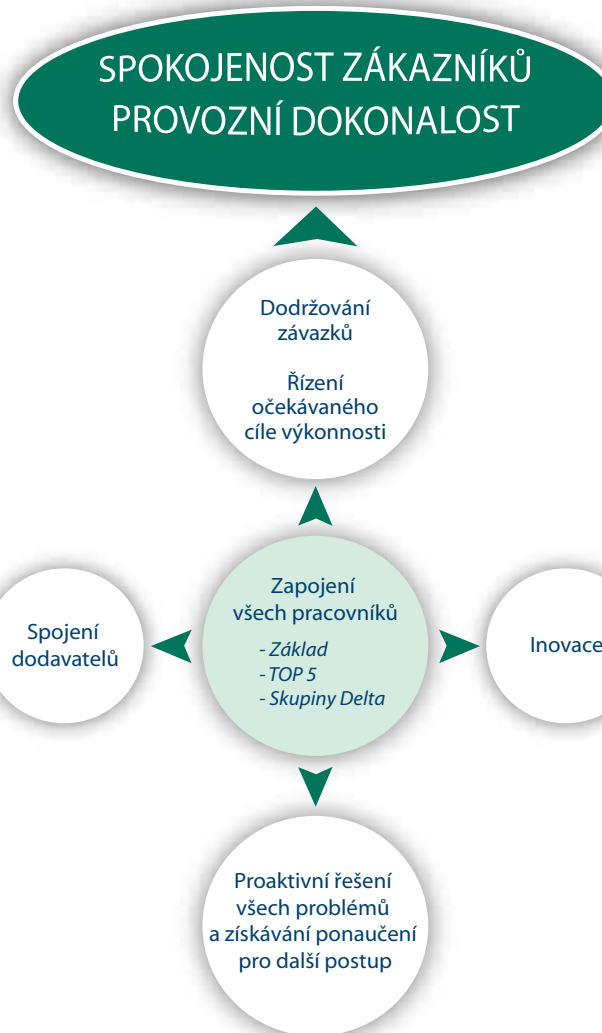 SPOKOJENOST ZÁKAZNÍKŮ
PROVOZNÍ DOKONALOST
Dodržování
závazků
Řízení
očekávaného
cíle výkonnosti
Zapojení
všech pracovníků
- Základ
- TOP 5
- Skupiny Delta
Spojení
dodavatelů
Inovace
Proaktivní řešení
všech problémů
a získávání ponaučení
pro další postup